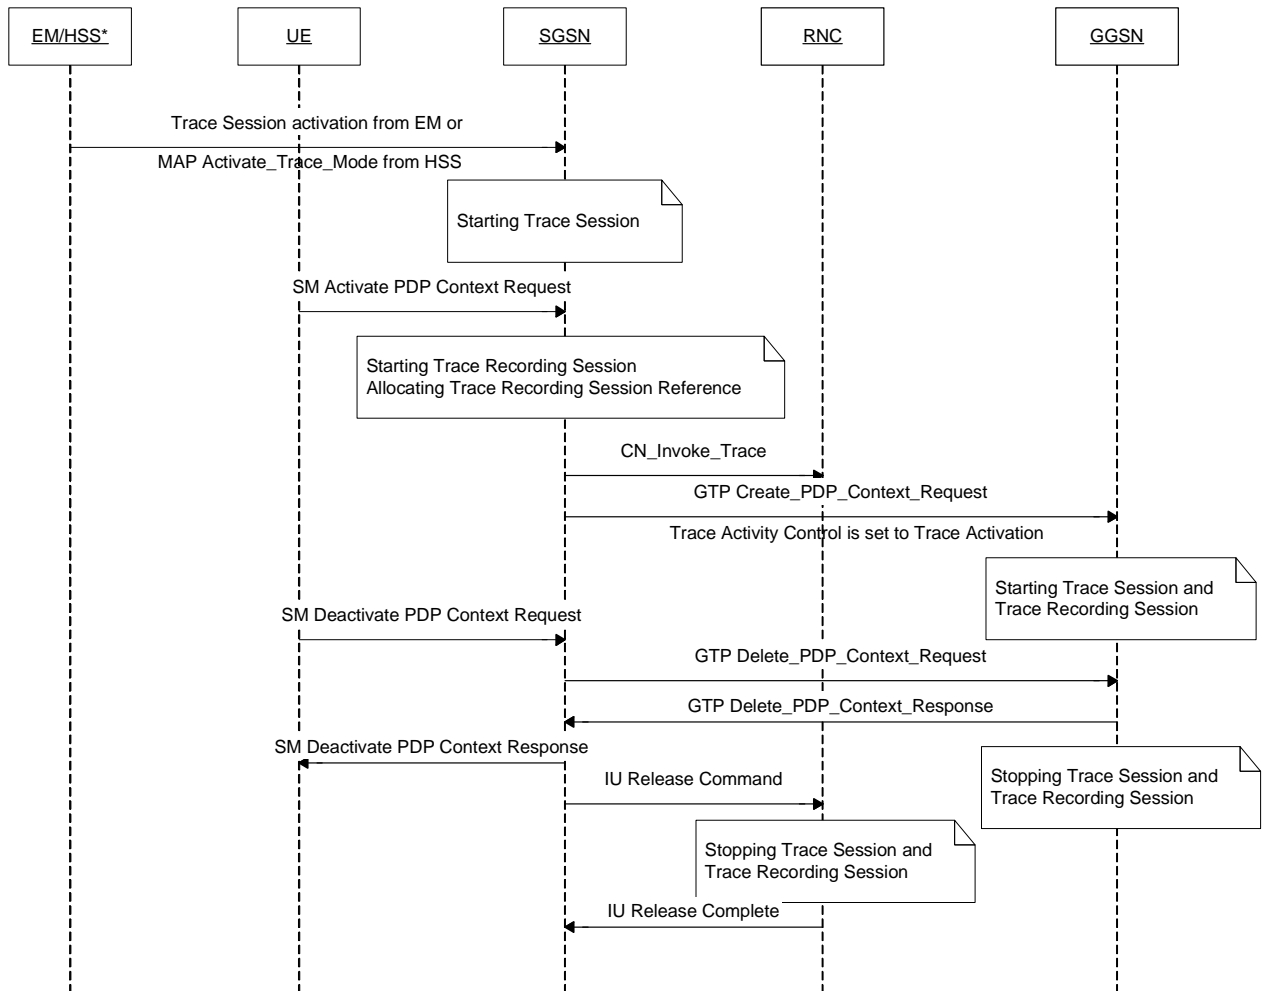 EM/HSS*
UE
SGSN
RNC
GGSN
Trace Session activation from EM or
MAP Activate_Trace_Mode from HSS
Starting Trace Session
SM Activate PDP Context Request
Starting Trace Recording Session
Allocating Trace Recording Session Reference
CN_Invoke_Trace
GTP Create_PDP_Context_Request
Trace Activity Control is set to Trace Activation
Starting Trace Session and
Trace Recording Session
SM Deactivate PDP Context Request
GTP Delete_PDP_Context_Request
GTP Delete_PDP_Context_Response
SM Deactivate PDP Context Response
IU Release Command
Stopping Trace Session and
Trace Recording Session
Stopping Trace Session and
Trace Recording Session
IU Release Complete